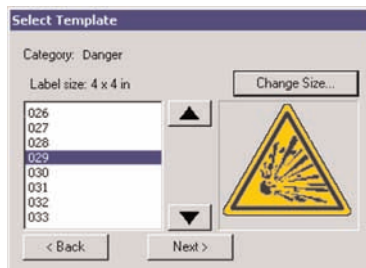 Select Template
Category: Danger
Label size: 4 x 4 in
Change Size...
026
027
028
029
030
031
032
033
< Back
Next >